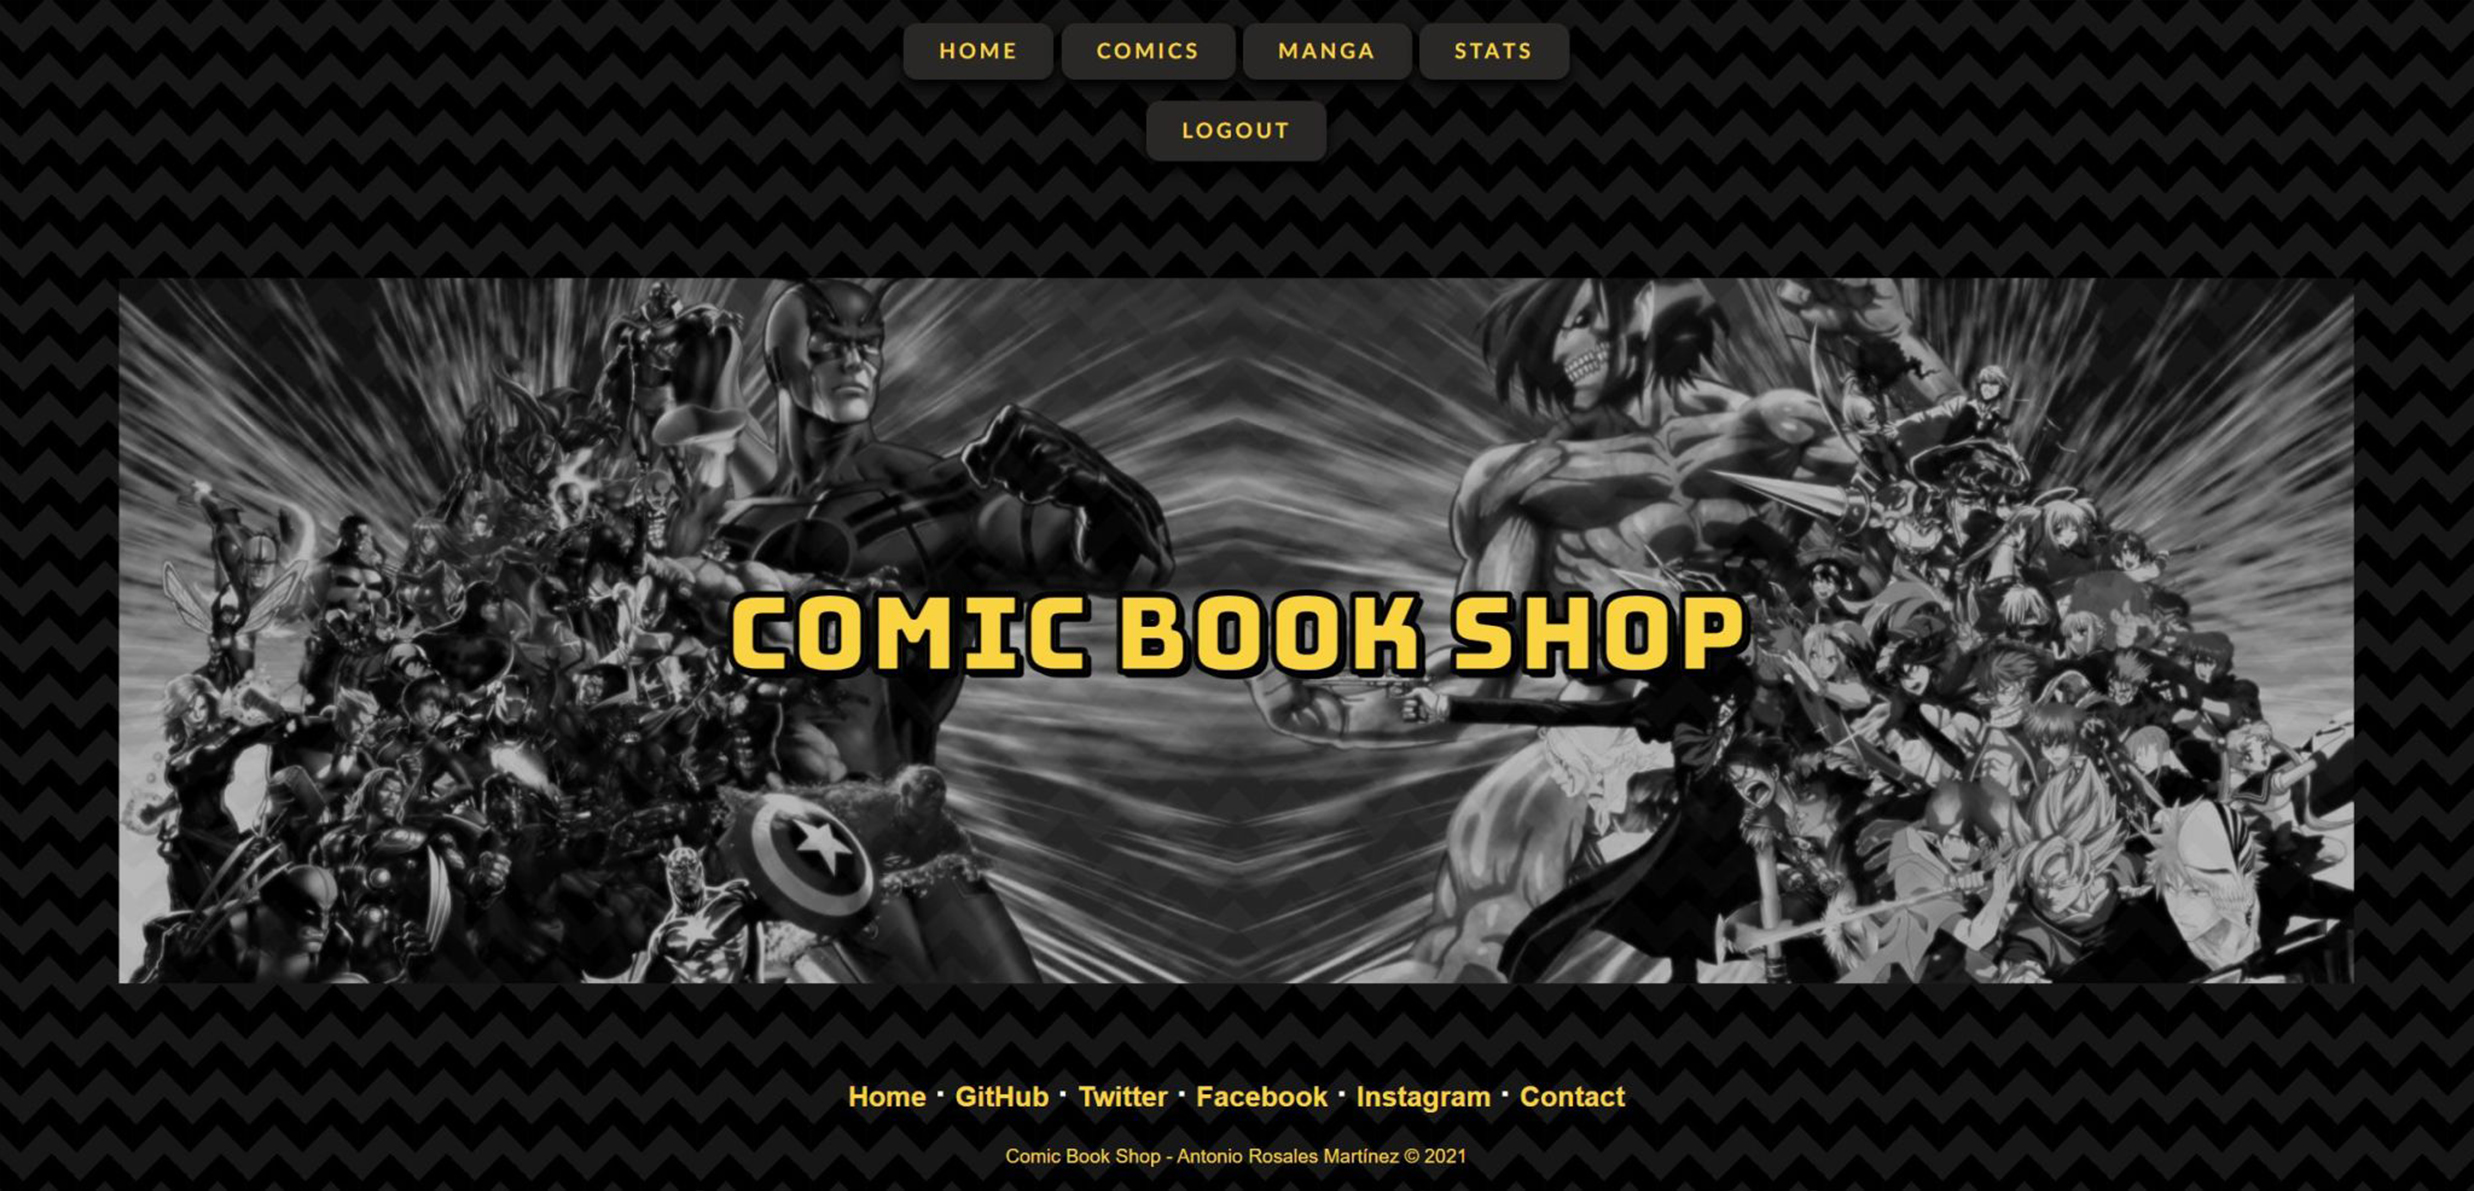 HOME COMICS MANGA STATS
LOGOUT
COMIC BOOK SHOP
Home · GitHub · Twitter · Facebook · Instagram · Contact
Comic Book Shop - Antonio Rosales Martínez © 2021